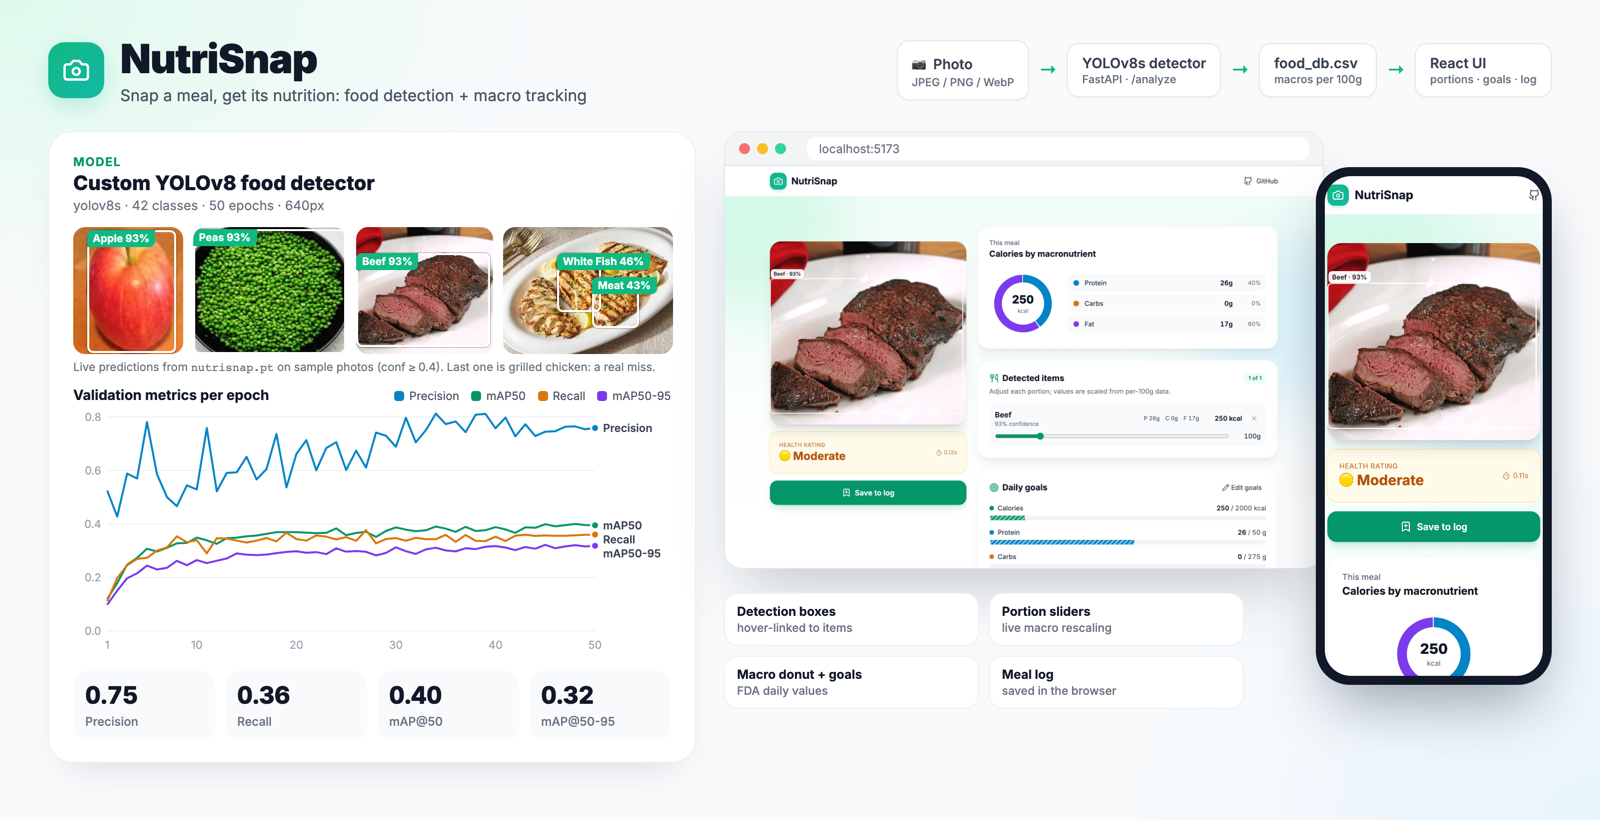 NutriSnap
Snap a meal, get its nutrition: food detection + macro tracking
Photo
JPEG / PNG / WebP
→
YOLOv8s detector
FastAPI · /analyze
→
food_db.csv
macros per 100g
→
React UI
portions · goals · log
MODEL
Custom YOLOv8 food detector
yolov8s · 42 classes · 50 epochs · 640px
Apple 93%
Peas 93%
Beef 93%
White Fish 46%
Meat 43%
Live predictions from nutrisnap.pt on sample photos (conf ≥ 0.4). Last one is grilled chicken: a real miss.
Validation metrics per epoch
Precision
mAP50
Recall
mAP50-95
0.8
0.6
0.4
0.2
0.0
1
10
20
30
40
50
Precision
mAP50
Recall
mAP50-95
0.75
Precision
0.36
Recall
0.40
mAP@50
0.32
mAP@50-95
localhost:5173
NutriSnap
GitHub
Beef · 93%
HEALTH RATING
Moderate
0.12s
Save to log
This meal
Calories by macronutrient
250
kcal
Protein 26g 40%
Carbs 0g 0%
Fat 17g 60%
Detected items
1 of 1
Adjust each portion; values are scaled from per-100g data.
Beef
93% confidence
P 26g C 0g F 17g 250 kcal ×
100g
Daily goals
Edit goals
Calories 250 / 2000 kcal
Protein 26 / 50 g
Carbs 0 / 275 g
Detection boxes
hover-linked to items
Portion sliders
live macro rescaling
Macro donut + goals
FDA daily values
Meal log
saved in the browser
NutriSnap
Beef · 93%
HEALTH RATING
Moderate
0.11s
Save to log
This meal
Calories by macronutrient
250
kcal